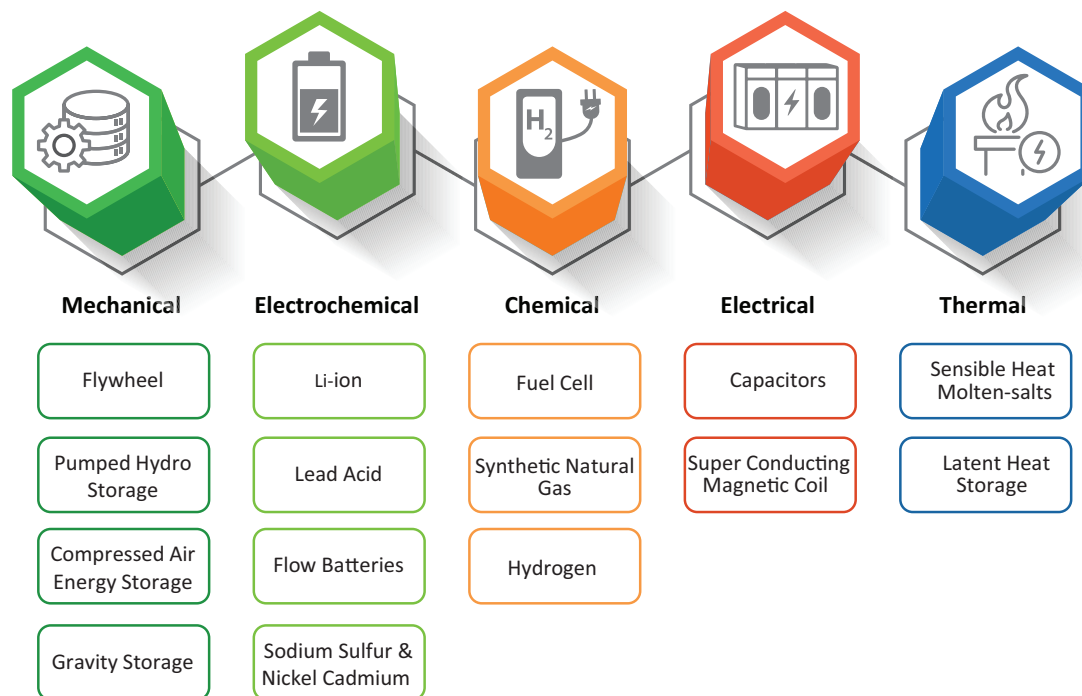 H2
Mechanical
Electrochemical
Chemical
Electrical
Thermal
Flywheel
Li-ion
Fuel Cell
Capacitors
Sensible Heat
Molten-salts
Pumped Hydro
Storage
Lead Acid
Synthetic Natural
Gas
Super Conducting
Magnetic Coil
Latent Heat
Storage
Compressed Air
Energy Storage
Flow Batteries
Hydrogen
Gravity Storage
Sodium Sulfur &
Nickel Cadmium